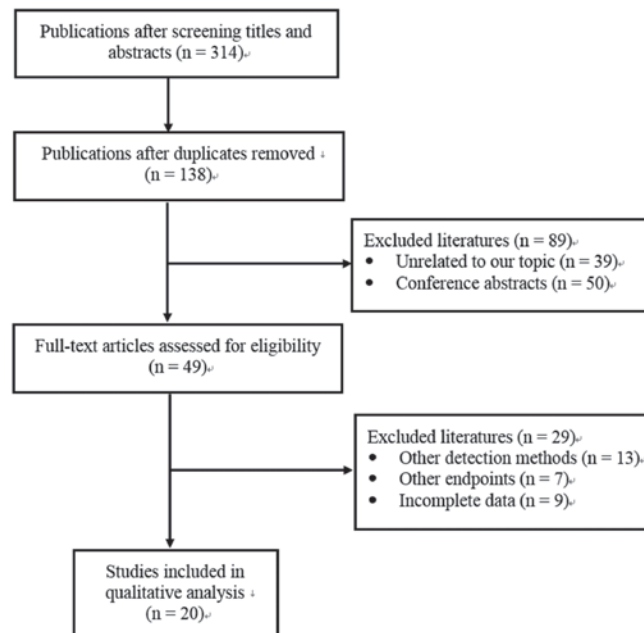 Publications after screening titles and
abstracts (n = 314)
Publications after duplicates removed ↓
(n = 138)
Excluded literatures (n = 89)
• Unrelated to our topic (n = 39)
• Conference abstracts (n = 50)
Full-text articles assessed for eligibility
(n = 49)
Excluded literatures (n = 29)
• Other detection methods (n = 13)
• Other endpoints (n = 7)
• Incomplete data (n = 9)
Studies included in
qualitative analysis ↓
(n = 20)